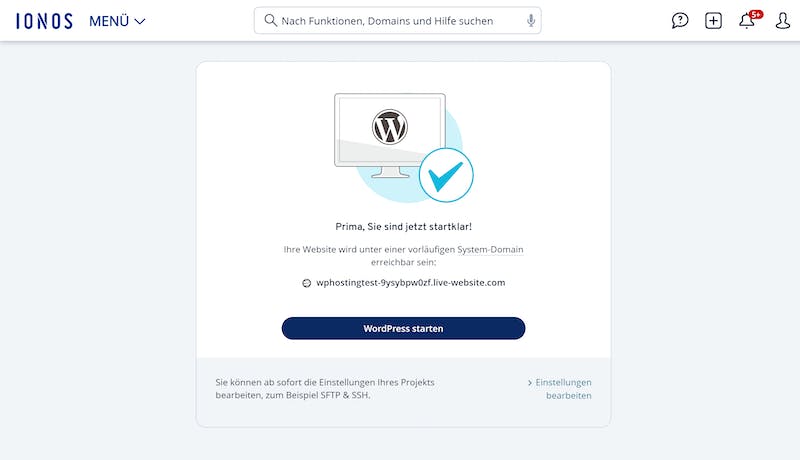 IONOS MENÜ Nach Funktionen, Domains und Hilfe suchen 5+
Prima, Sie sind jetzt startklar!
Ihre Website wird unter einer vorläufigen System-Domain
erreichbar sein:
wphostingtest-9ysybpw0zf.live-website.com
WordPress starten
Sie können ab sofort die Einstellungen Ihres Projekts
bearbeiten, zum Beispiel SFTP & SSH.
Einstellungen
bearbeiten